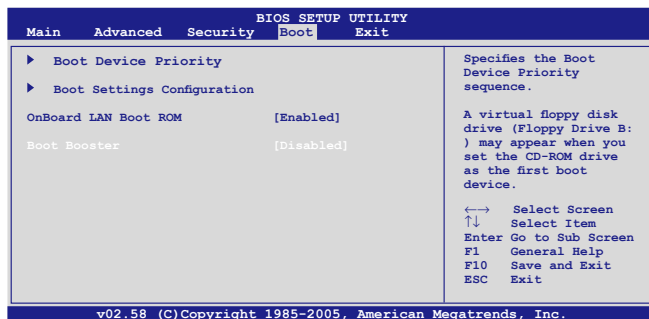 BIOS SETUP UTILITY
Main Advanced Security Boot Exit
Boot Device Priority
Boot Settings Configuration
OnBoard LAN Boot ROM [Enabled]
Boot Booster [Disabled]
Specifies the Boot
Device Priority
sequence.
A virtual floppy disk
drive (Floppy Drive B:
) may appear when you
set the CD-ROM drive
as the first boot
device.
←→ Select Screen
↑↓ Select Item
Enter Go to Sub Screen
F1 General Help
F10 Save and Exit
ESC Exit
v02.58 (C)Copyright 1985-2005, American Megatrends, Inc.